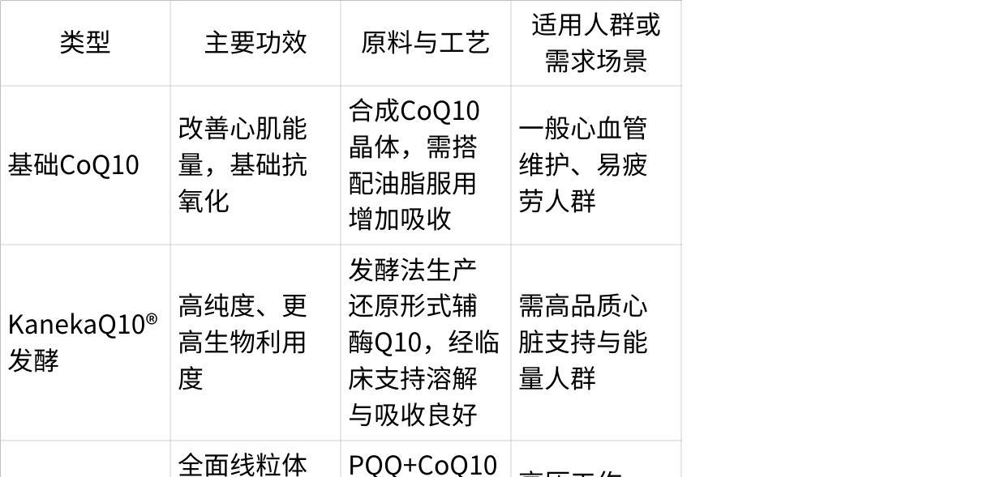 类型
主要功效
原料与工艺
适用人群或
需求场景
基础CoQ10
改善心肌能
量，基础抗
氧化
合成CoQ10
晶体，需搭
配油脂服用
增加吸收
一般心血管
维护、易疲
劳人群
KanekaQ10®
发酵
高纯度、更
高生物利用
度
发酵法生产
还原形式辅
酶Q10，经临
床支持溶解
与吸收良好
需高品质心
脏支持与能
量人群
全面线粒体
PQQ+CoQ10